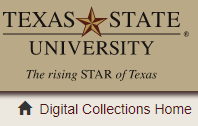 TEXAS STATE
UNIVERSITY ®
The rising STAR of Texas
Digital Collections Home